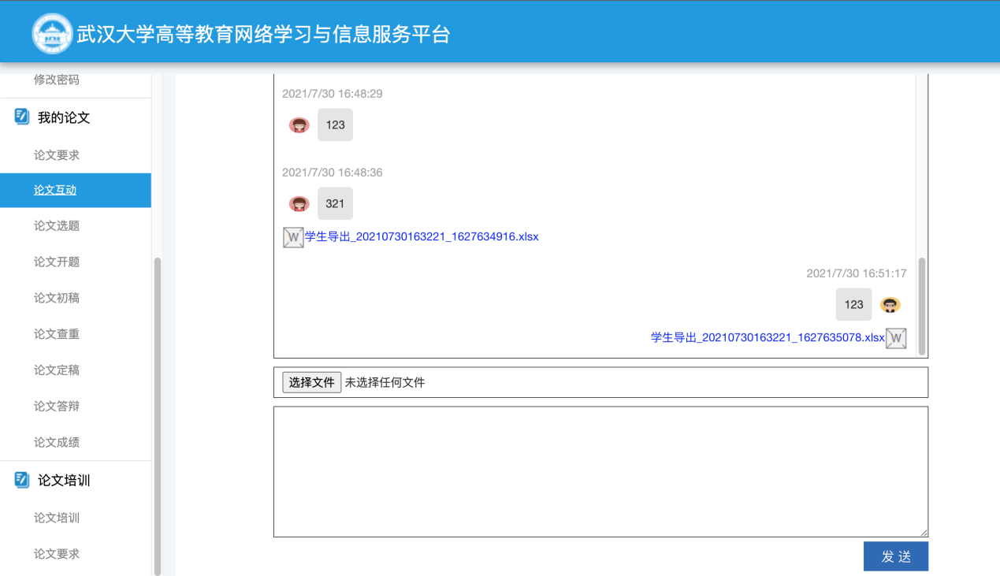 武汉大学高等教育网络学习与信息服务平台
修改密码
我的论文
论文要求
论文互动
论文选题
论文开题
论文初稿
论文查重
论文定稿
论文答辩
论文成绩
论文培训
论文培训
论文要求
2021/7/30 16:48:29
123
2021/7/30 16:48:36
321
W学生导出_20210730163221_1627634916.xlsx
2021/7/30 16:51:17
123
学生导出_20210730163221_1627635078.xlsxW
选择文件 未选择任何文件
发 送